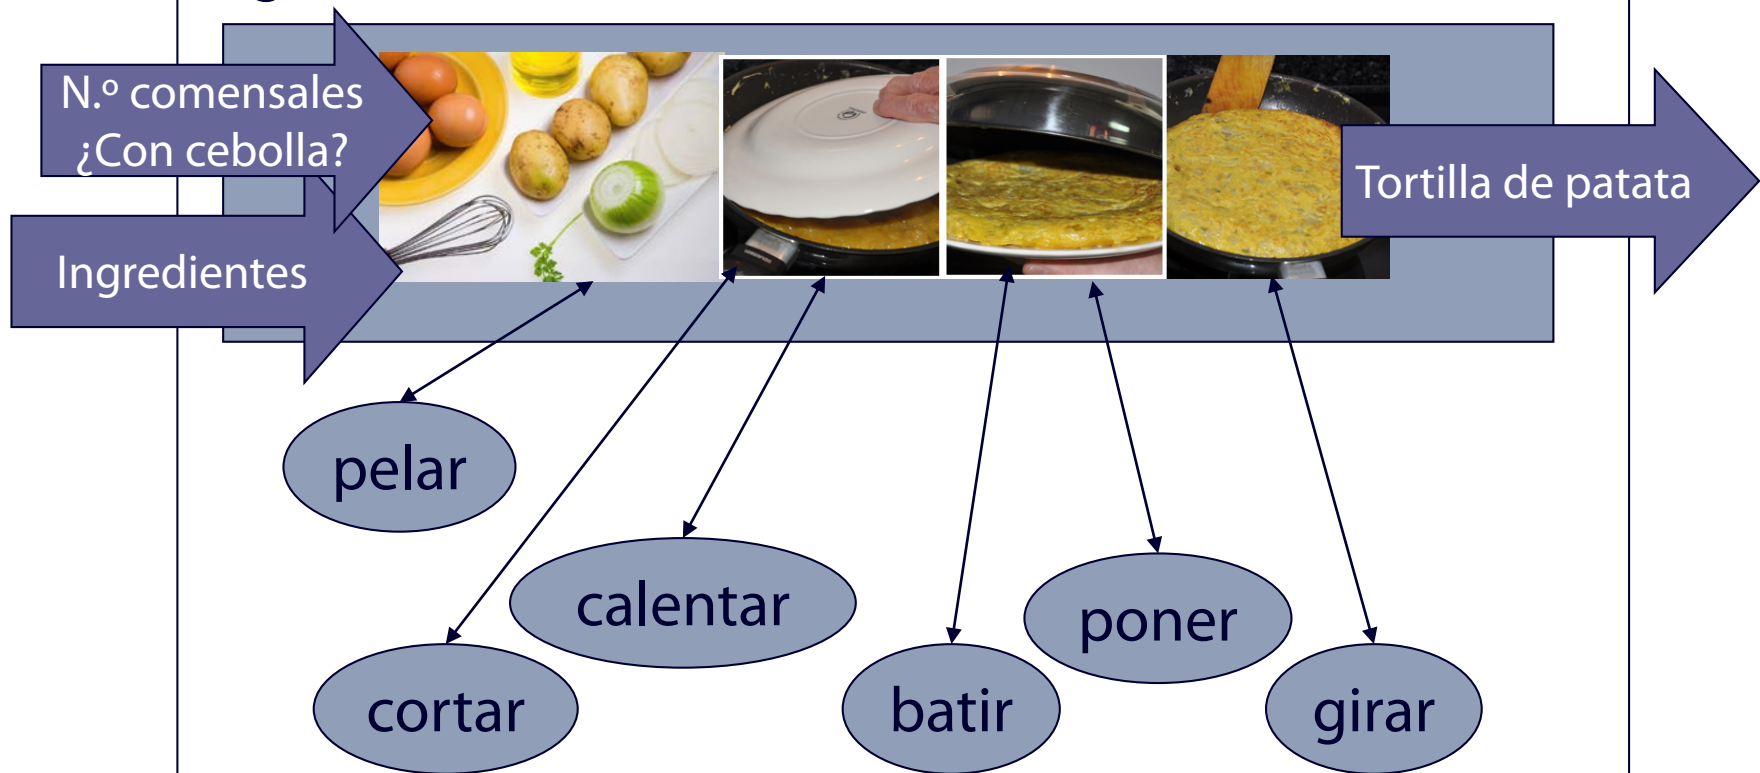 N.º comensales
¿Con cebolla?
Ingredientes
Tortilla de patata
pelar
calentar
poner
cortar
batir
girar